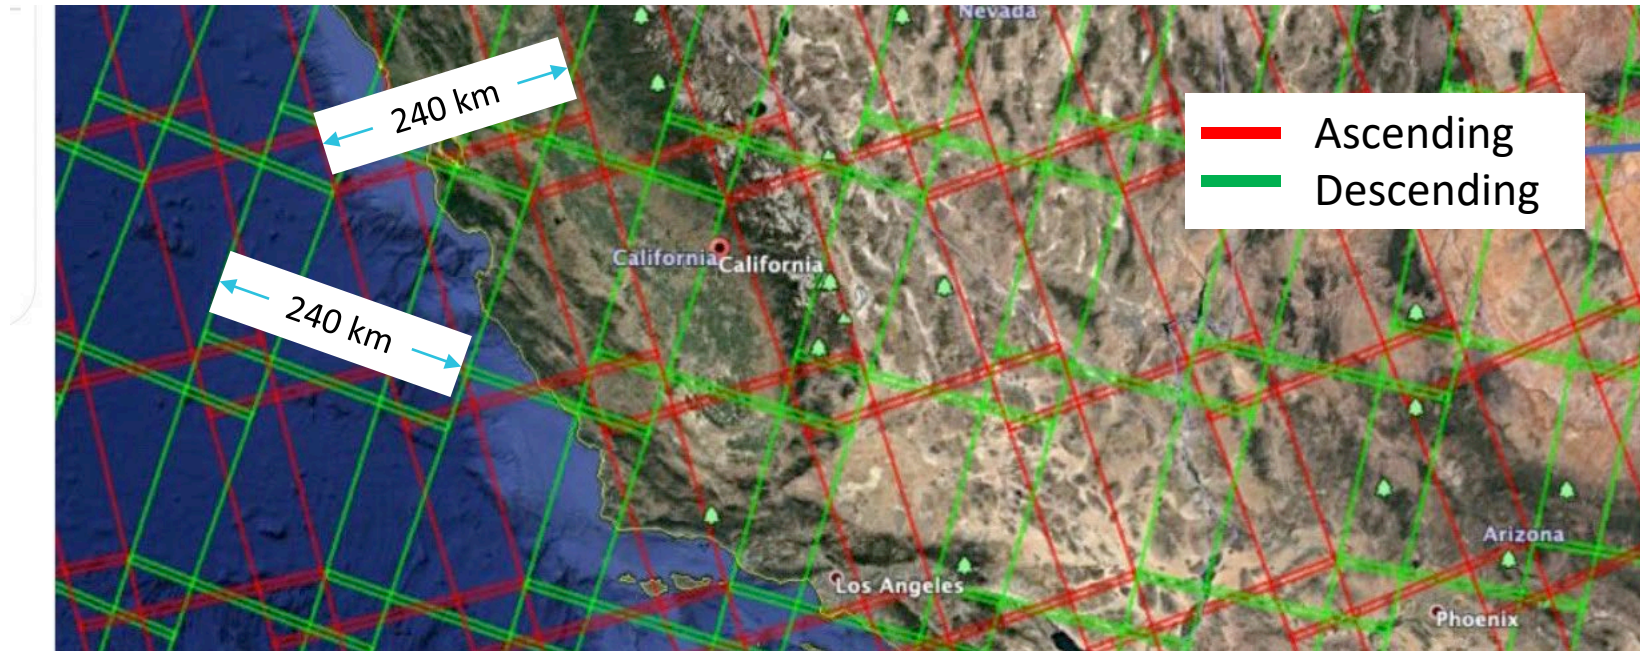 Nevada
240 km
Ascending
Descending
California
California
240 km
Arizona
Los Angeles
Phoenix